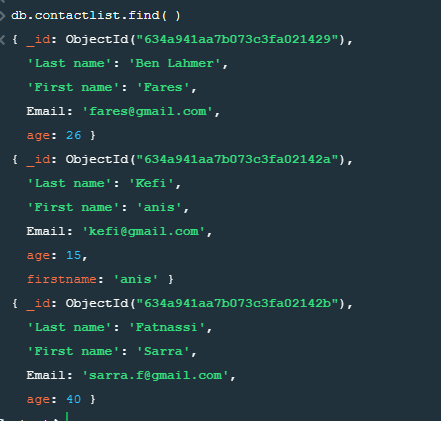 db.contactlist.find( )
{ _id: ObjectId("634a941aa7b073c3fa021429"),
'Last name': 'Ben Lahmer',
'First name': 'Fares',
Email: 'fares@gmail.com',
age: 26 }
{ _id: ObjectId("634a941aa7b073c3fa02142a"),
'Last name': 'Kefi',
'First name': 'anis',
Email: 'kefi@gmail.com',
age: 15,
firstname: 'anis' }
{ _id: ObjectId("634a941aa7b073c3fa02142b"),
'Last name': 'Fatnassi',
'First name': 'Sarra',
Email: 'sarra.f@gmail.com',
age: 40 }